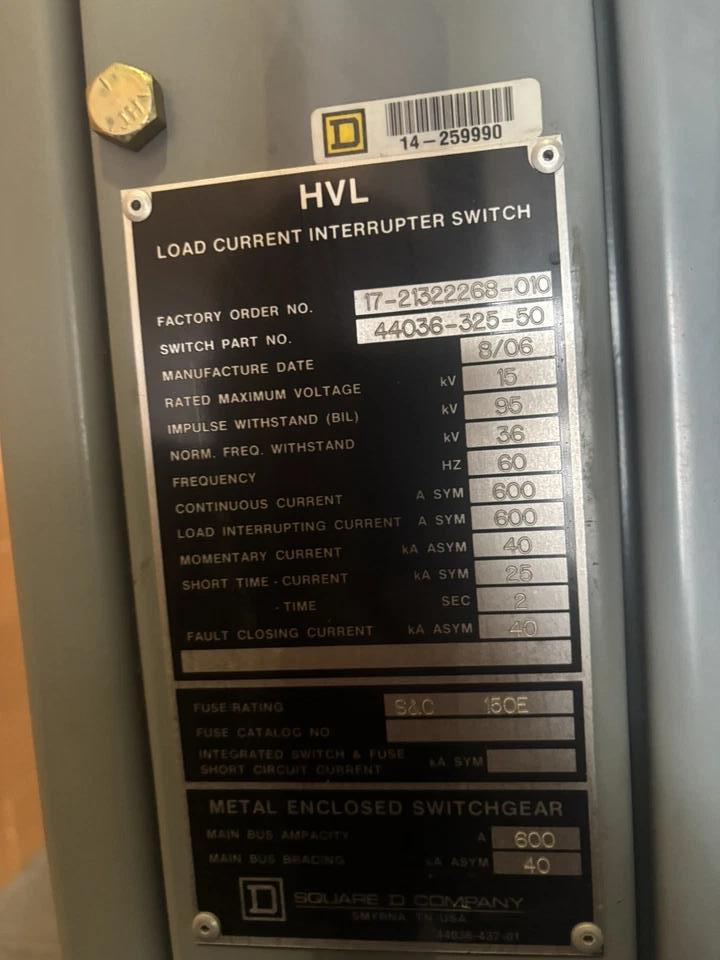 D
14-259990
HVL
LOAD CURRENT INTERRUPTER SWITCH
FACTORY ORDER NO. 17-21322268-010
SWITCH PART NO. 44036-325-50
MANUFACTURE DATE 8/06
RATED MAXIMUM VOLTAGE kV 15
IMPULSE WITHSTAND (BIL) kV 95
NORM. FREQ. WITHSTAND kV 36
FREQUENCY HZ 60
CONTINUOUS CURRENT A SYM 600
LOAD INTERRUPTING CURRENT A SYM 600
MOMENTARY CURRENT kA ASYM 40
SHORT TIME - CURRENT kA SYM 25
- TIME SEC 2
FAULT CLOSING CURRENT kA ASYM 40
FUSE RATING S&C 150E
FUSE CATALOG NO
INTEGRATED SWITCH & FUSE
SHORT CIRCUIT CURRENT kA SYM
METAL ENCLOSED SWITCHGEAR
MAIN BUS AMPACITY A 600
MAIN BUS BRACING kA ASYM 40
D SQUARE D COMPANY
SMYRNA TN USA
44036-437-01